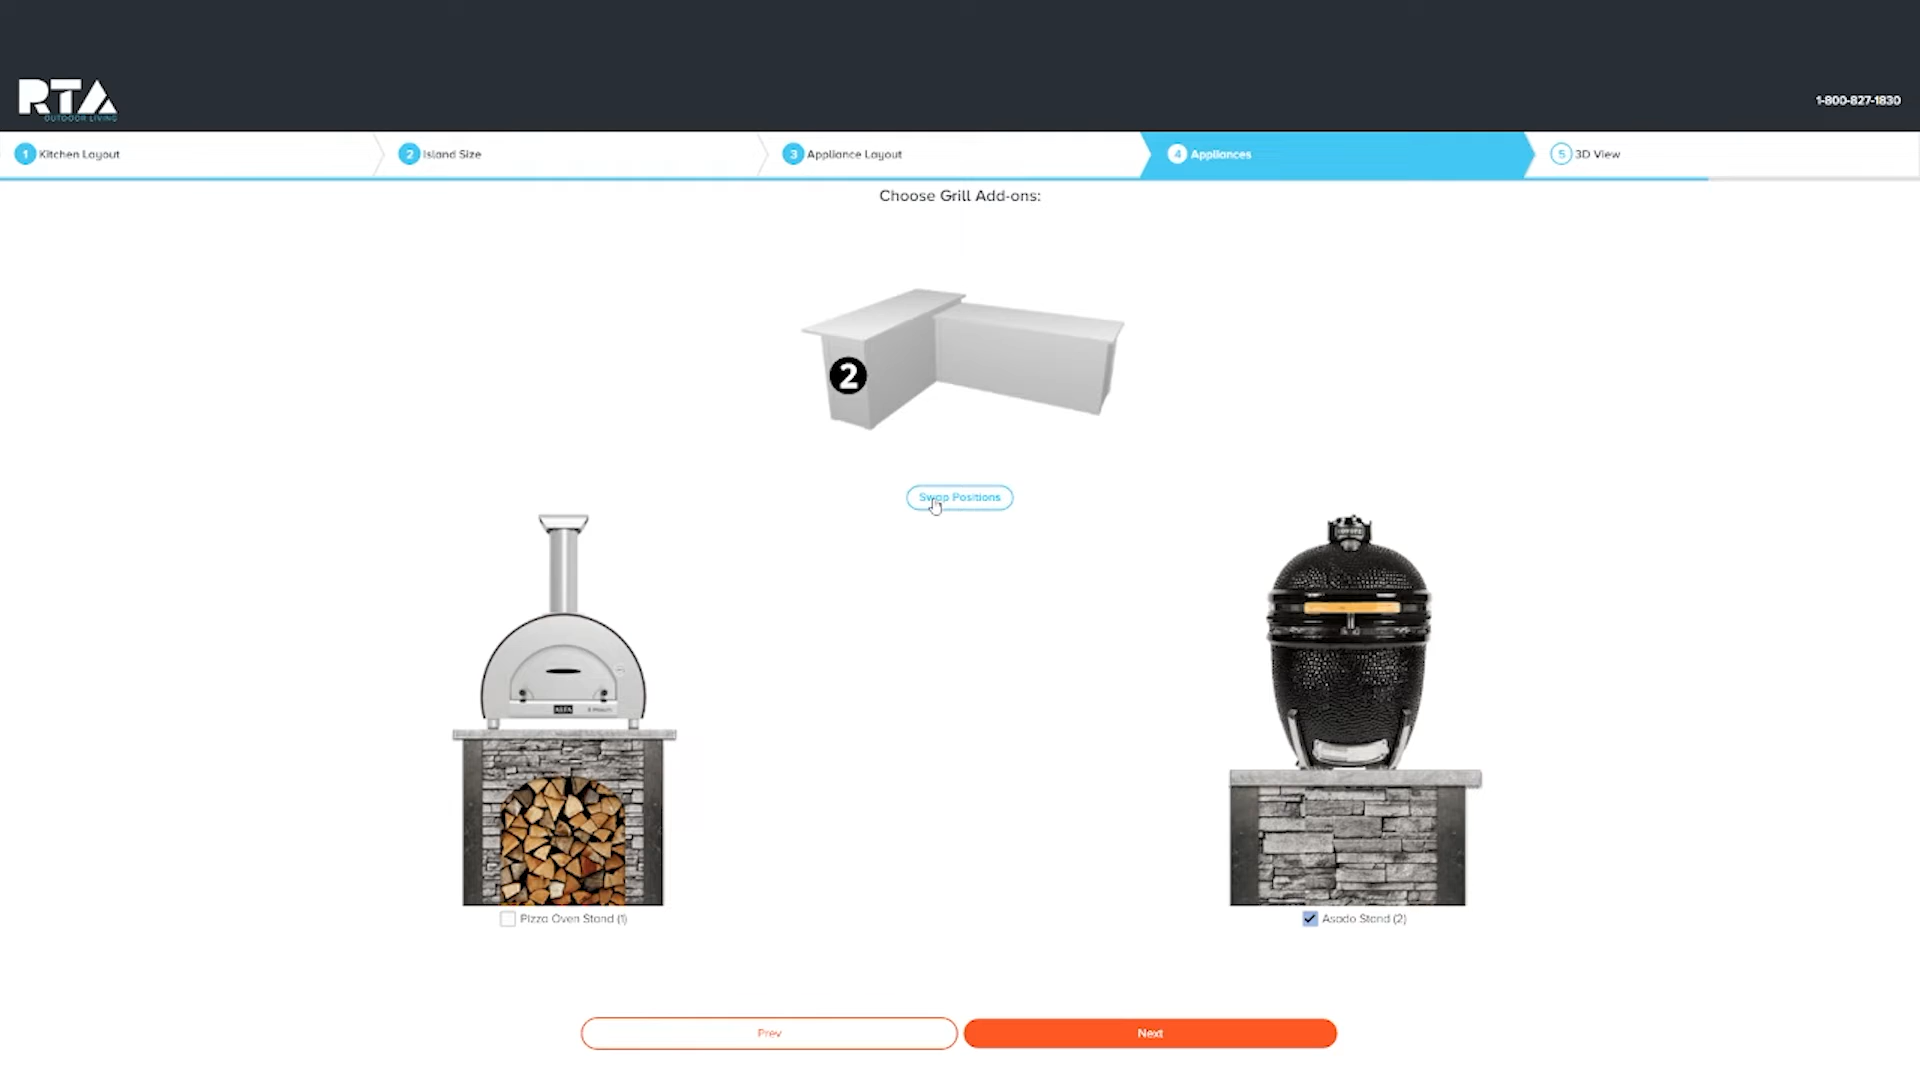 RTA
OUTDOOR LIVING
1-800-827-1830
1 Kitchen Layout
2 Island Size
3 Appliance Layout
4 Appliances
5 3D View
Choose Grill Add-ons:
2
Swap Positions
ALFA
Pizza Oven Stand (1)
Asado Stand (2)
Prev
Next